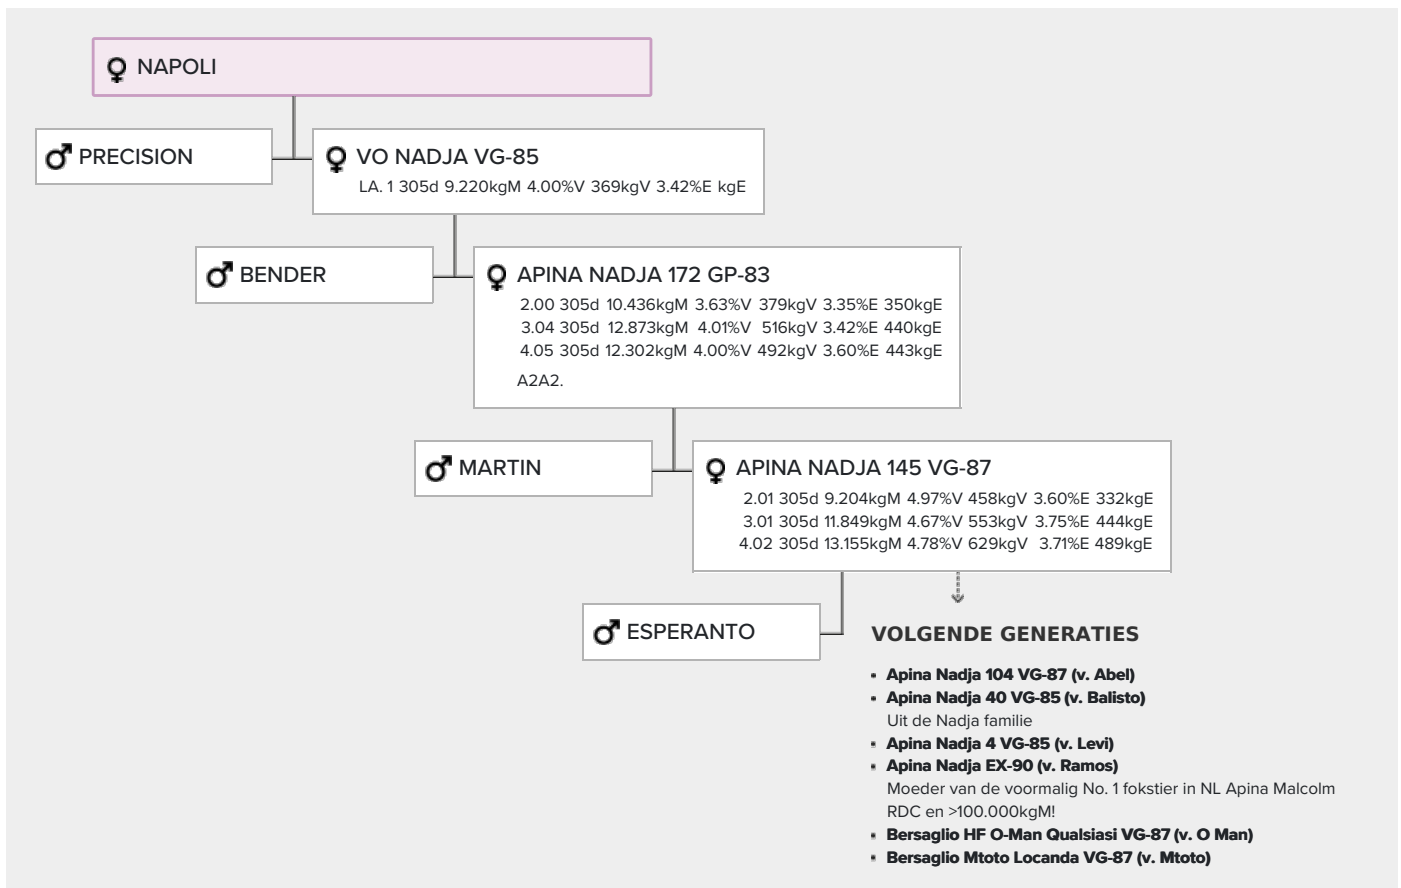 NAPOLI
PRECISION
VO NADJA VG-85
LA. 1 305d 9.220kgM 4.00%V 369kgV 3.42%E kgE
BENDER
APINA NADJA 172 GP-83
2.00 305d 10.436kgM 3.63%V 379kgV 3.35%E 350kgE
3.04 305d 12.873kgM 4.01%V 516kgV 3.42%E 440kgE
4.05 305d 12.302kgM 4.00%V 492kgV 3.60%E 443kgE
A2A2.
MARTIN
APINA NADJA 145 VG-87
2.01 305d 9.204kgM 4.97%V 458kgV 3.60%E 332kgE
3.01 305d 11.849kgM 4.67%V 553kgV 3.75%E 444kgE
4.02 305d 13.155kgM 4.78%V 629kgV 3.71%E 489kgE
ESPERANTO
VOLGENDE GENERATIES
Apina Nadja 104 VG-87 (v. Abel)
Apina Nadja 40 VG-85 (v. Balisto)
Uit de Nadja familie
Apina Nadja 4 VG-85 (v. Levi)
Apina Nadja EX-90 (v. Ramos)
Moeder van de voormalig No. 1 fokstier in NL Apina Malcolm
RDC en >100.000kgM!
Bersaglio HF O-Man Qualsiasi VG-87 (v. O Man)
Bersaglio Mtoto Locanda VG-87 (v. Mtoto)